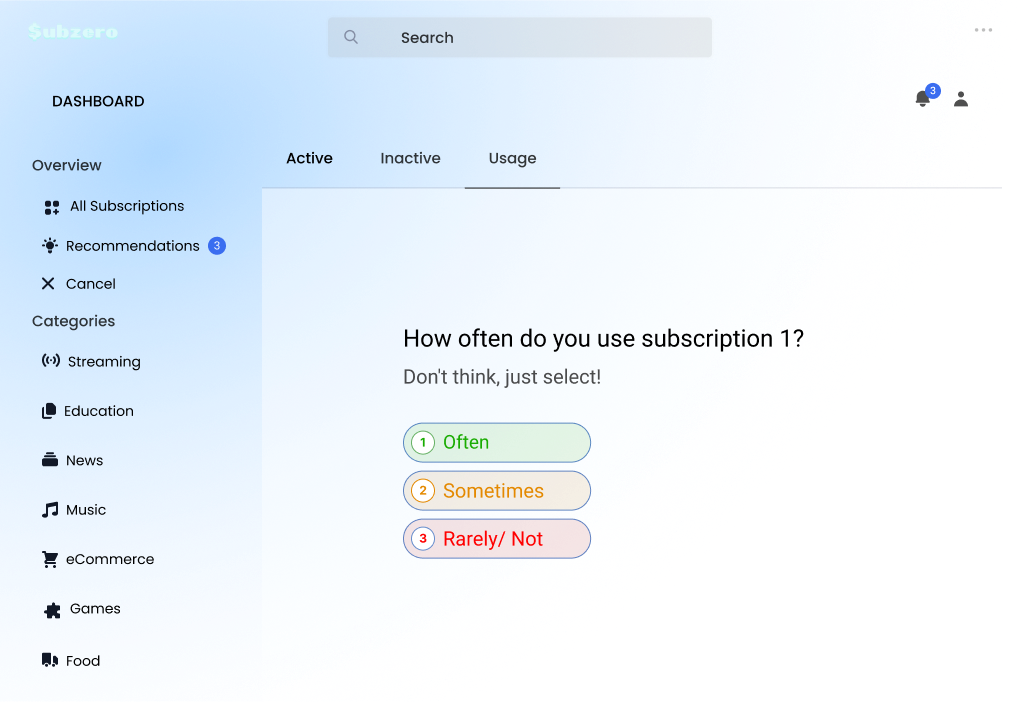 $ubzero
Search
DASHBOARD
3
Active Inactive Usage
Overview
All Subscriptions
Recommendations 3
Cancel
Categories
Streaming
Education
News
Music
eCommerce
Games
Food
How often do you use subscription 1?
Don't think, just select!
1 Often
2 Sometimes
3 Rarely/ Not